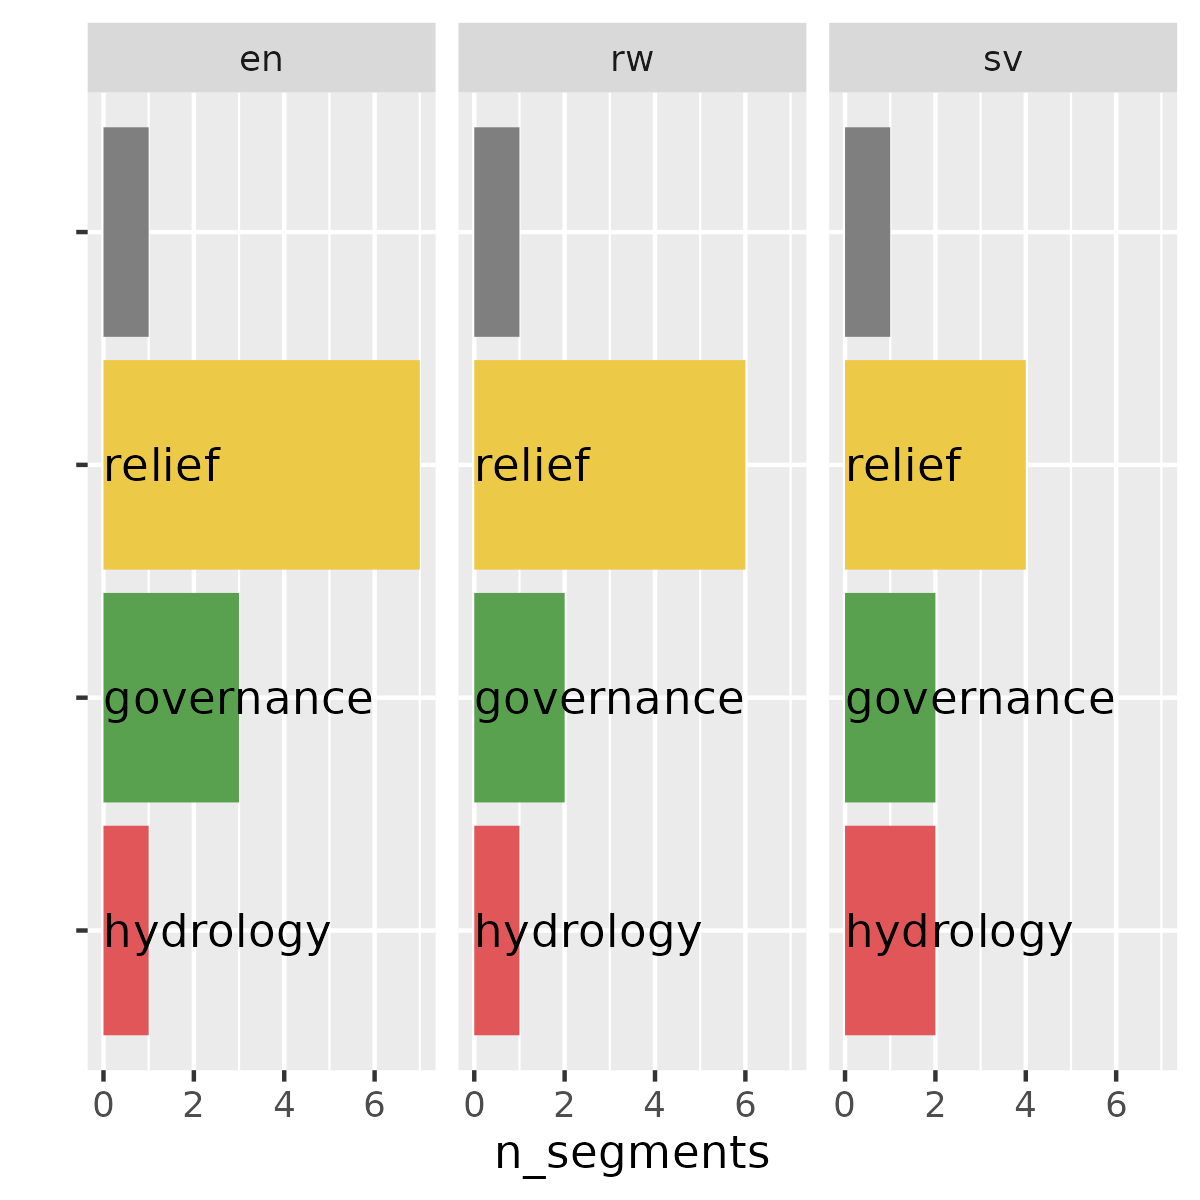 en rw sv
relief relief relief
governance governance governance
hydrology hydrology hydrology
0 2 4 6 0 2 4 6 0 2 4 6
n_segments